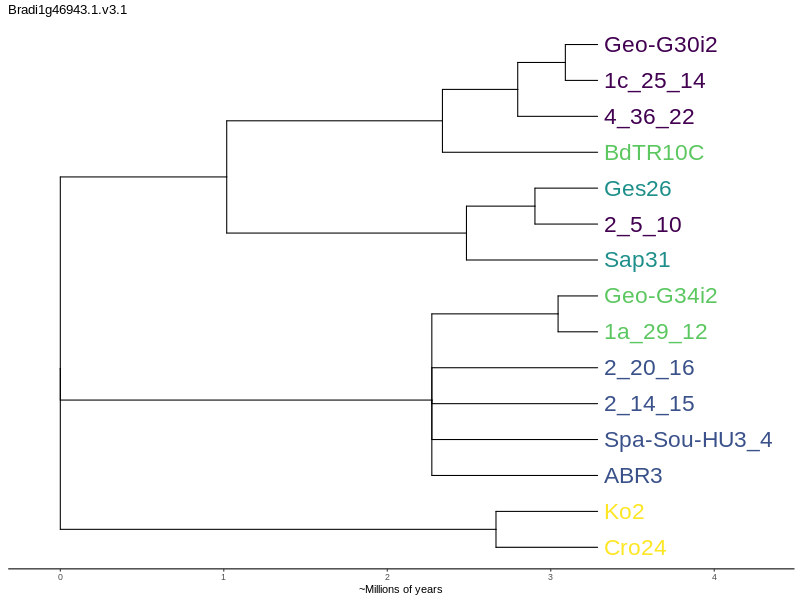 Bradi1g46943.1.v3.1
Geo-G30i2
1c_25_14
4_36_22
BdTR10C
Ges26
2_5_10
Sap31
Geo-G34i2
1a_29_12
2_20_16
2_14_15
Spa-Sou-HU3_4
ABR3
Ko2
Cro24
0 1 2 3 4
~Millions of years